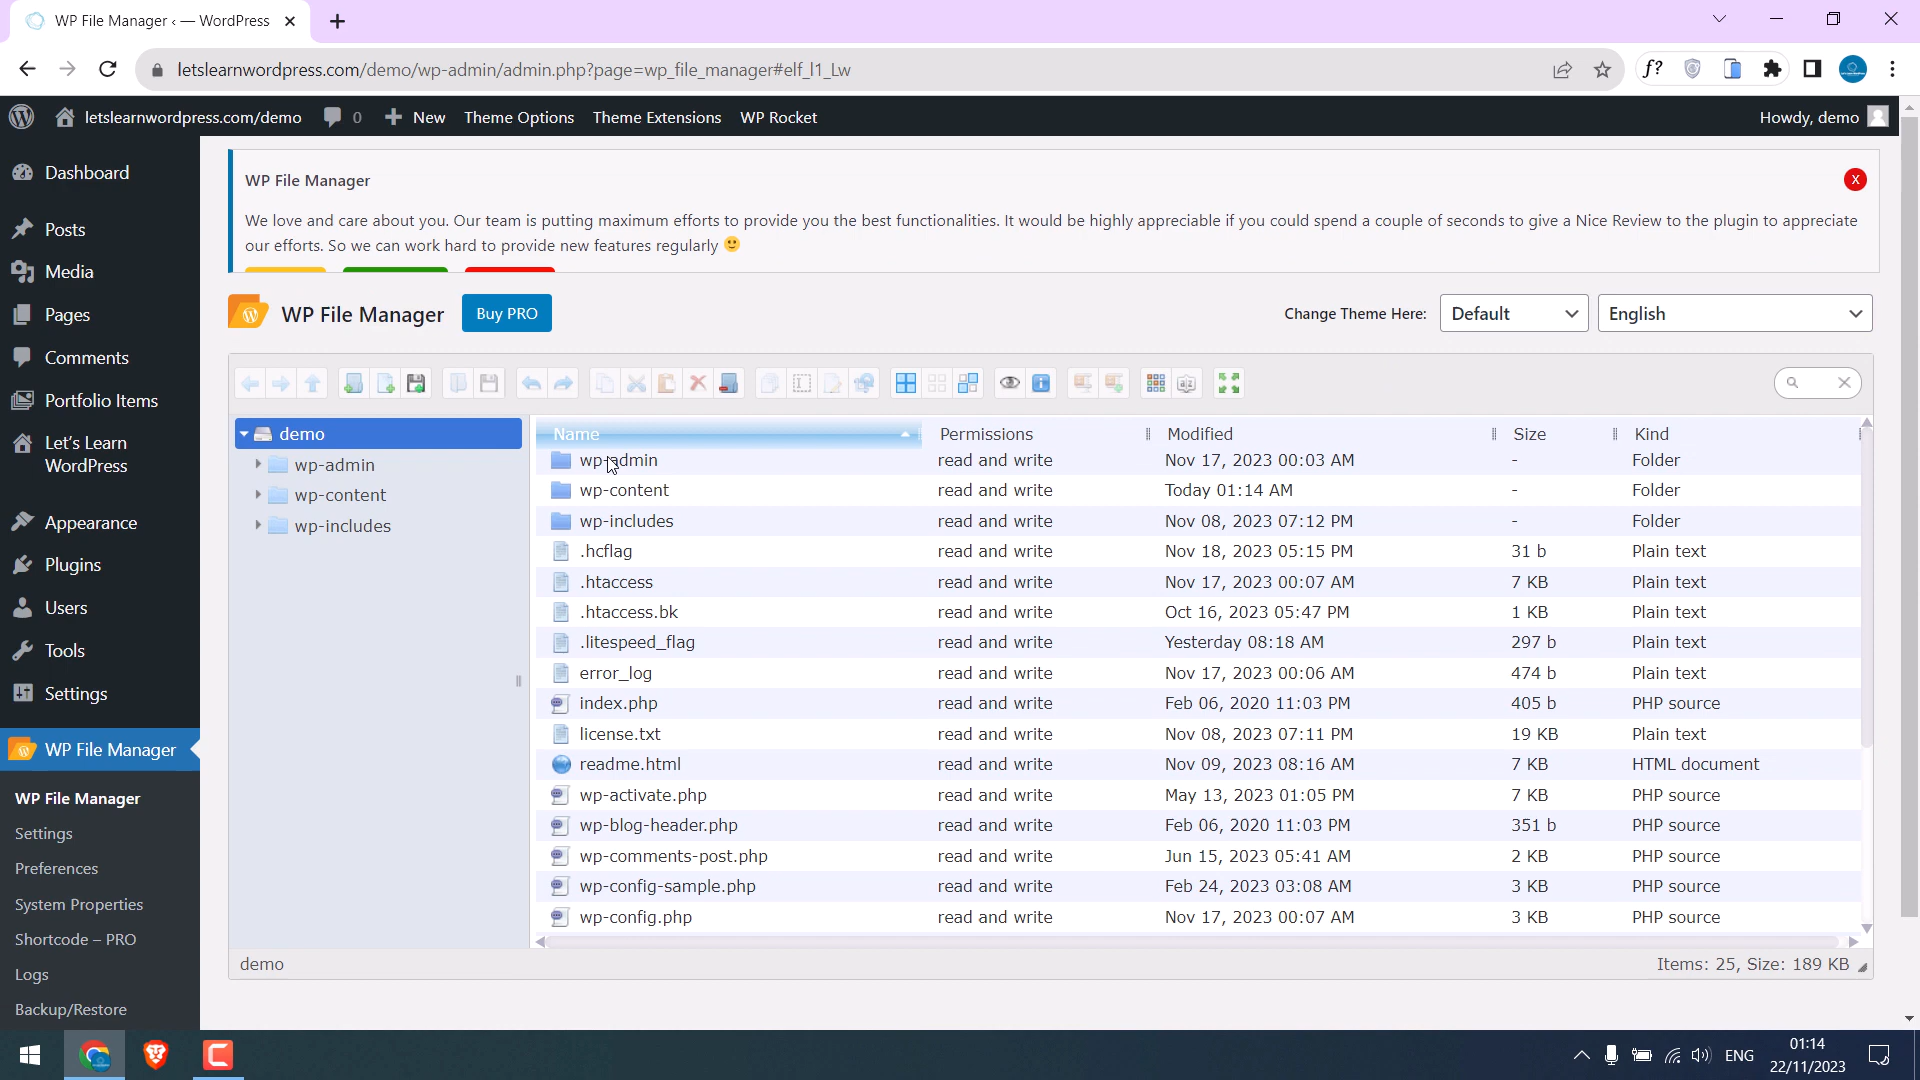 WP File Manager ‹ — WordPress
letslearnwordpress.com/demo/wp-admin/admin.php?page=wp_file_manager#elf_l1_Lw
f?
letslearnwordpress.com/demo 0 New Theme Options Theme Extensions WP Rocket Howdy, demo
Dashboard
Posts
Media
Pages
Comments
Portfolio Items
Let's Learn
WordPress
Appearance
Plugins
Users
Tools
Settings
WP File Manager
WP File Manager
Settings
Preferences
System Properties
Shortcode – PRO
Logs
Backup/Restore
WP File Manager
X
We love and care about you. Our team is putting maximum efforts to provide you the best functionalities. It would be highly appreciable if you could spend a couple of seconds to give a Nice Review to the plugin to appreciate
our efforts. So we can work hard to provide new features regularly 🙂
WP File Manager Buy PRO Change Theme Here: Default English
demo
wp-admin
wp-content
wp-includes
Name Permissions Modified Size Kind
wp-admin read and write Nov 17, 2023 00:03 AM - Folder
wp-content read and write Today 01:14 AM - Folder
wp-includes read and write Nov 08, 2023 07:12 PM - Folder
.hcflag read and write Nov 18, 2023 05:15 PM 31 b Plain text
.htaccess read and write Nov 17, 2023 00:07 AM 7 KB Plain text
.htaccess.bk read and write Oct 16, 2023 05:47 PM 1 KB Plain text
.litespeed_flag read and write Yesterday 08:18 AM 297 b Plain text
error_log read and write Nov 17, 2023 00:06 AM 474 b Plain text
index.php read and write Feb 06, 2020 11:03 PM 405 b PHP source
license.txt read and write Nov 08, 2023 07:11 PM 19 KB Plain text
readme.html read and write Nov 09, 2023 08:16 AM 7 KB HTML document
wp-activate.php read and write May 13, 2023 01:05 PM 7 KB PHP source
wp-blog-header.php read and write Feb 06, 2020 11:03 PM 351 b PHP source
wp-comments-post.php read and write Jun 15, 2023 05:41 AM 2 KB PHP source
wp-config-sample.php read and write Feb 24, 2023 03:08 AM 3 KB PHP source
wp-config.php read and write Nov 17, 2023 00:07 AM 3 KB PHP source
demo Items: 25, Size: 189 KB
ENG
01:14
22/11/2023